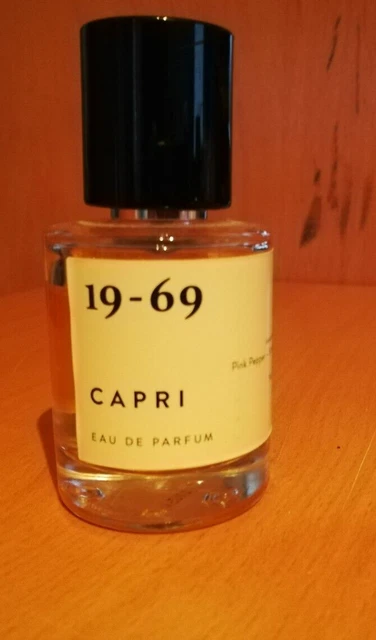 19-69
CAPRI
EAU DE PARFUM
Pink Pepper